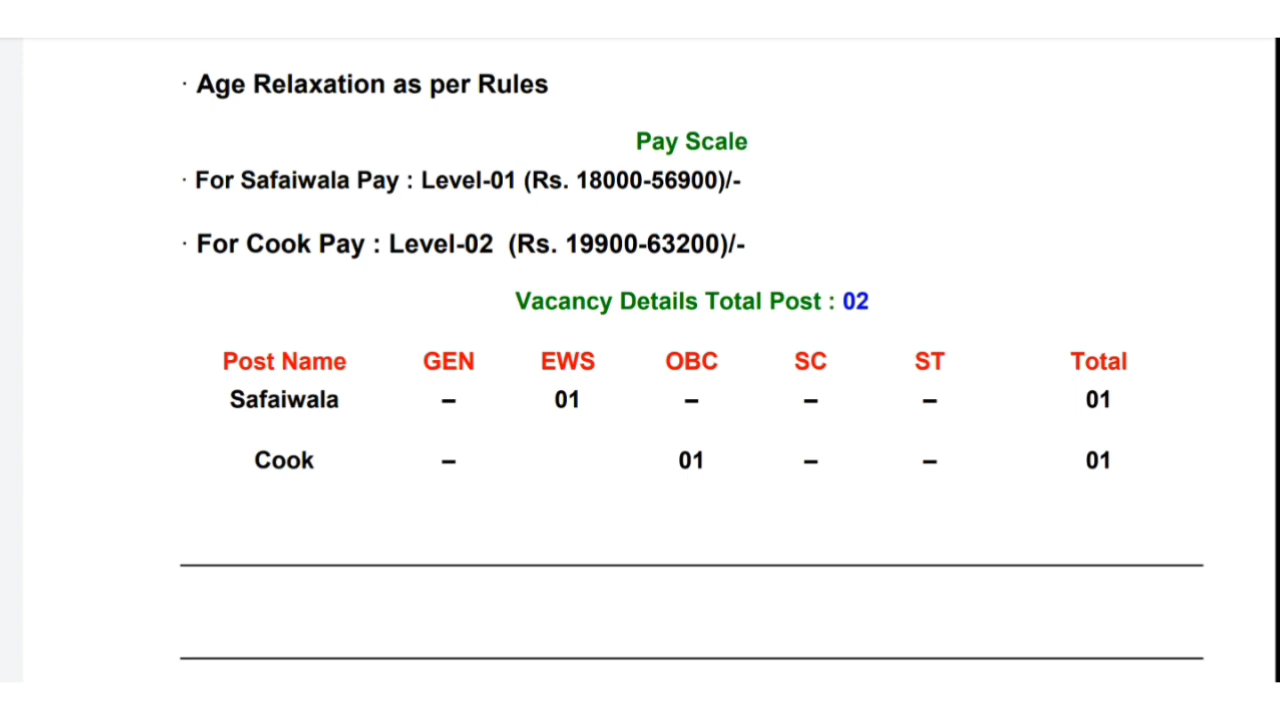 · Age Relaxation as per Rules
Pay Scale
· For Safaiwala Pay : Level-01 (Rs. 18000-56900)/-
· For Cook Pay : Level-02 (Rs. 19900-63200)/-
Vacancy Details Total Post : 02
Post Name GEN EWS OBC SC ST Total
Safaiwala – 01 – – – 01
Cook – 01 – – 01